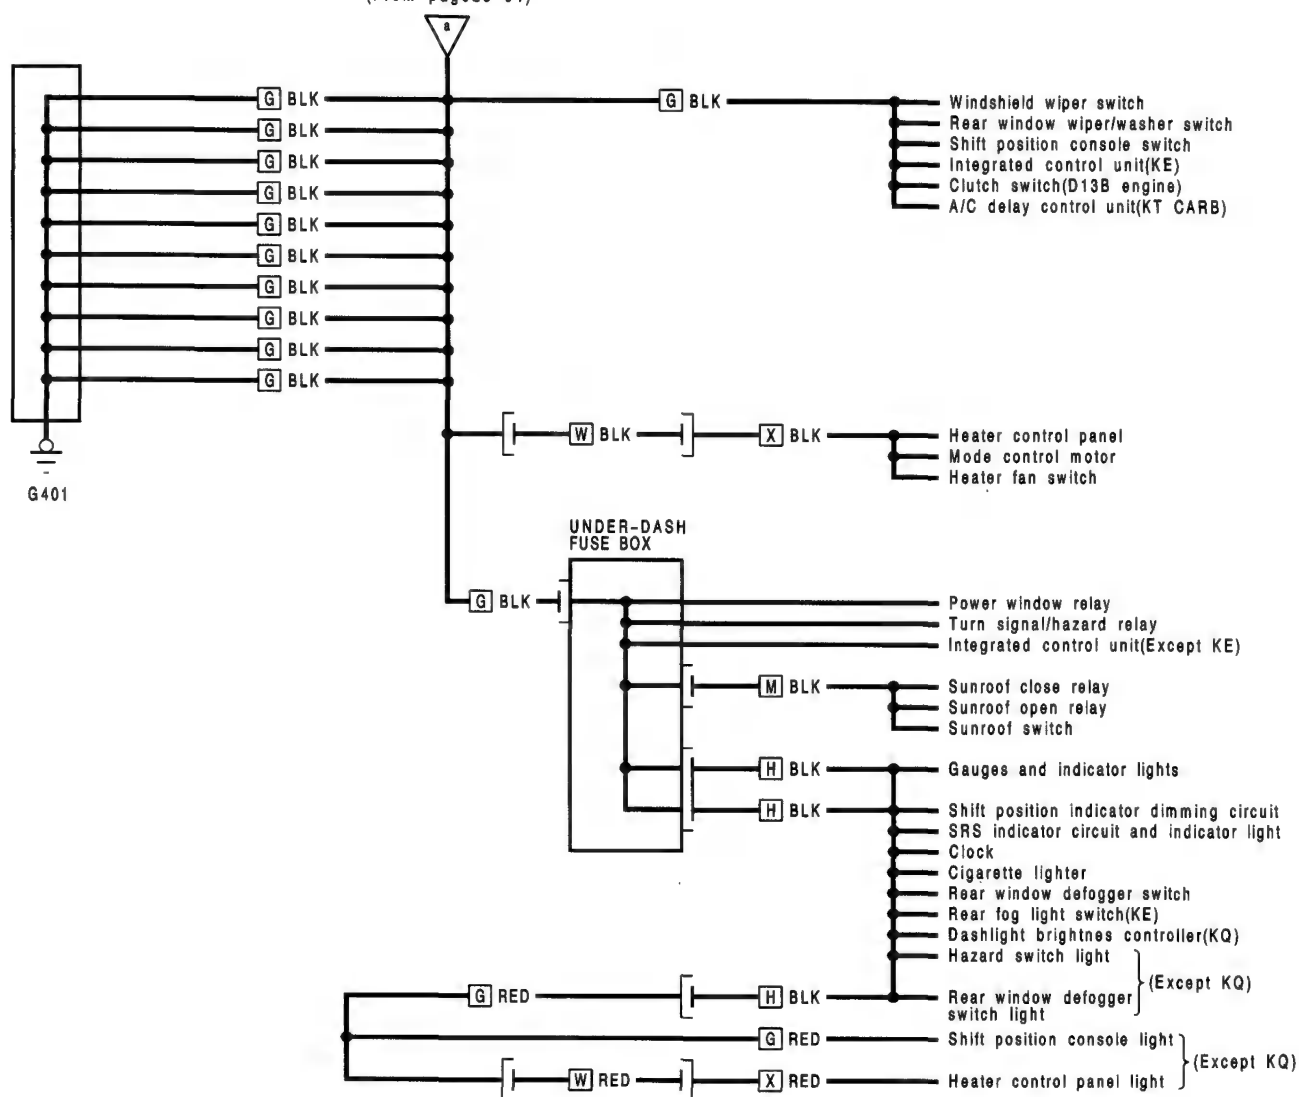 a
G BLK
G BLK
G BLK
G BLK
G BLK
G BLK
G BLK
G BLK
G BLK
G BLK
G401
G BLK
Windshield wiper switch
Rear window wiper/washer switch
Shift position console switch
Integrated control unit(KE)
Clutch switch(D13B engine)
A/C delay control unit(KT CARB)
W BLK
X BLK
Heater control panel
Mode control motor
Heater fan switch
UNDER-DASH
FUSE BOX
G BLK
Power window relay
Turn signal/hazard relay
Integrated control unit(Except KE)
M BLK
Sunroof close relay
Sunroof open relay
Sunroof switch
H BLK
Gauges and indicator lights
H BLK
Shift position indicator dimming circuit
SRS indicator circuit and indicator light
Clock
Cigarette lighter
Rear window defogger switch
Rear fog light switch(KE)
Dashlight brightnes controller(KQ)
Hazard switch light
(Except KQ)
G RED
H BLK
Rear window defogger
switch light
G RED
Shift position console light
(Except KQ)
W RED
X RED
Heater control panel light